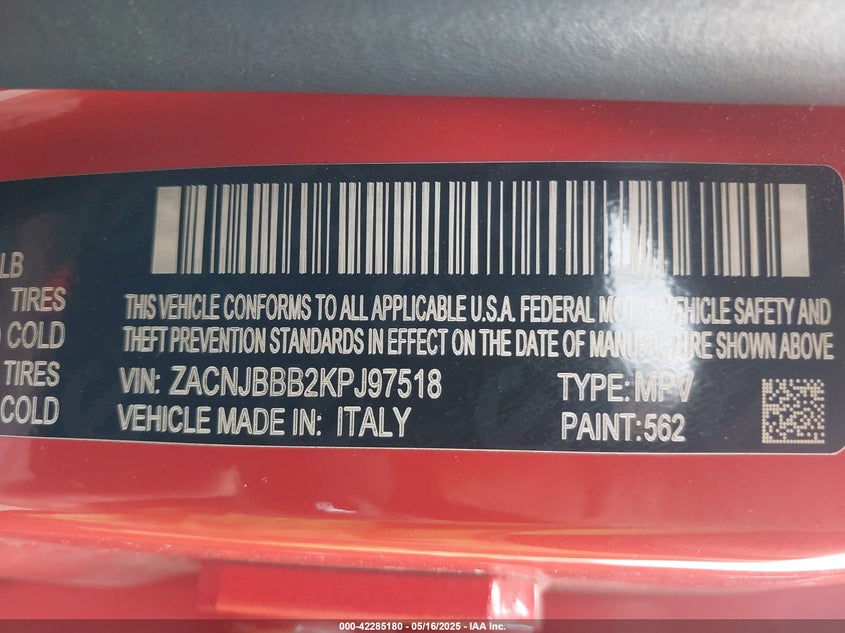 LB
TIRES
COLD
TIRES
COLD
THIS VEHICLE CONFORMS TO ALL APPLICABLE U.S.A. FEDERAL MOTOR VEHICLE SAFETY AND
THEFT PREVENTION STANDARDS IN EFFECT ON THE DATE OF MANUFACTURE SHOWN ABOVE
VIN: ZACNJBBB2KPJ97518 TYPE: MPV
VEHICLE MADE IN: ITALY PAINT:562
000-42285180 - 05/16/2025 - IAA Inc.